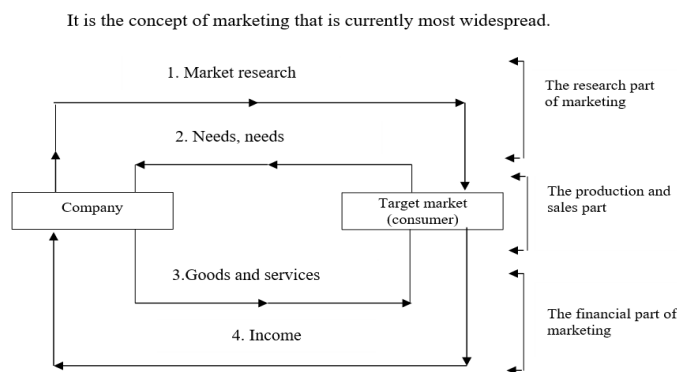 It is the concept of marketing that is currently most widespread.
1. Market research
The research part
of marketing
2. Needs, needs
Company
Target market
(consumer)
The production and
sales part
3.Goods and services
The financial part of
marketing
4. Income